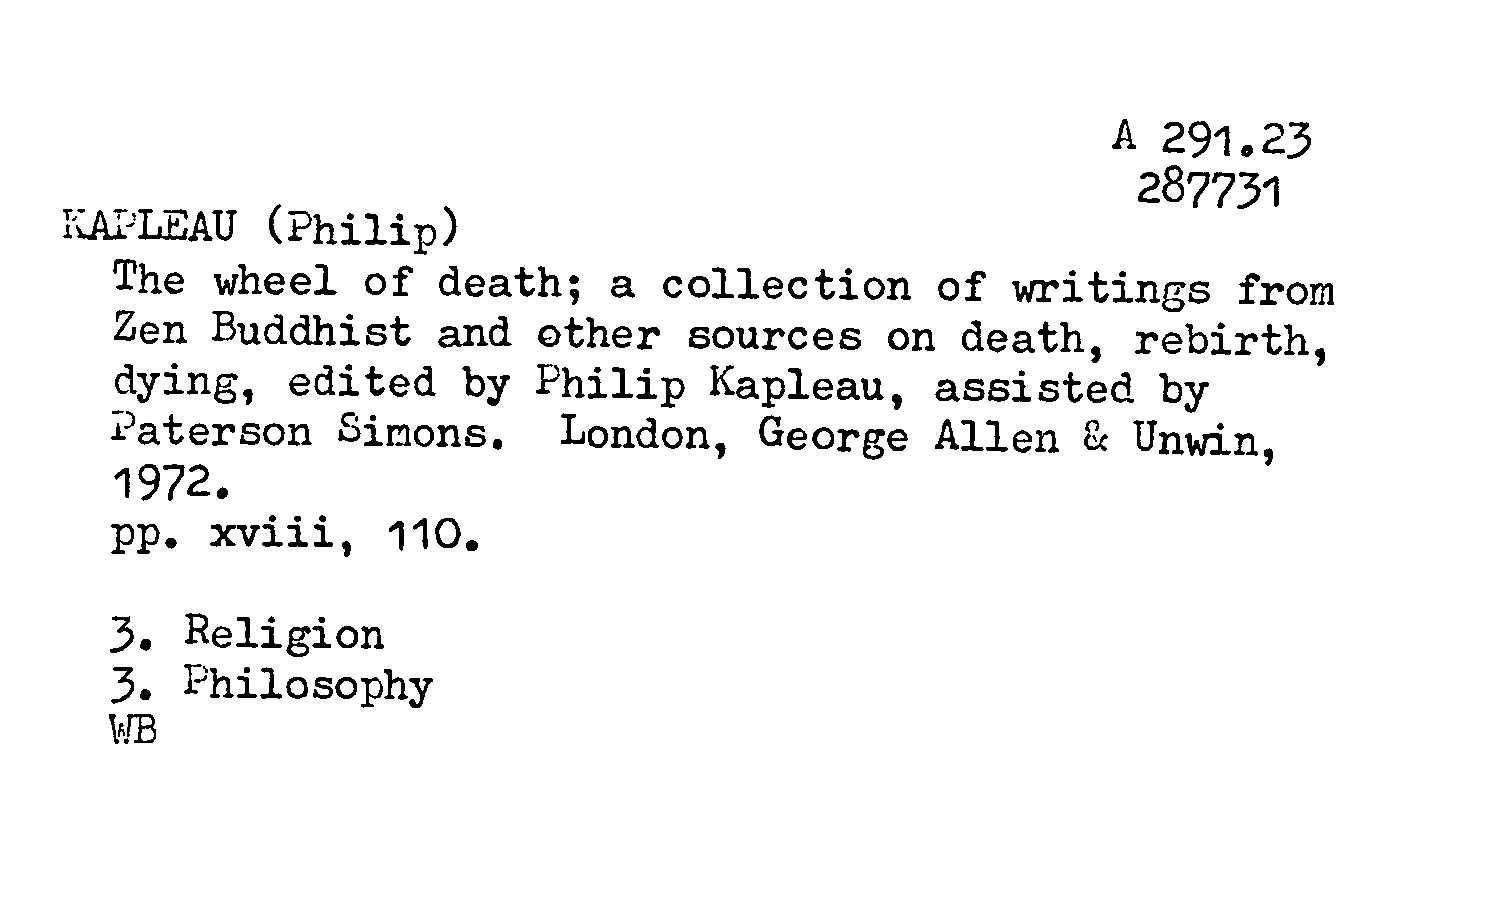 A 291.23
287731
KAPLEAU (Philip)
The wheel of death; a collection of writings from
Zen Buddhist and other sources on death, rebirth,
dying, edited by Philip Kapleau, assisted by
Paterson Simons. London, George Allen & Unwin,
1972.
pp. xviii, 110.
3. Religion
3. Philosophy
WB